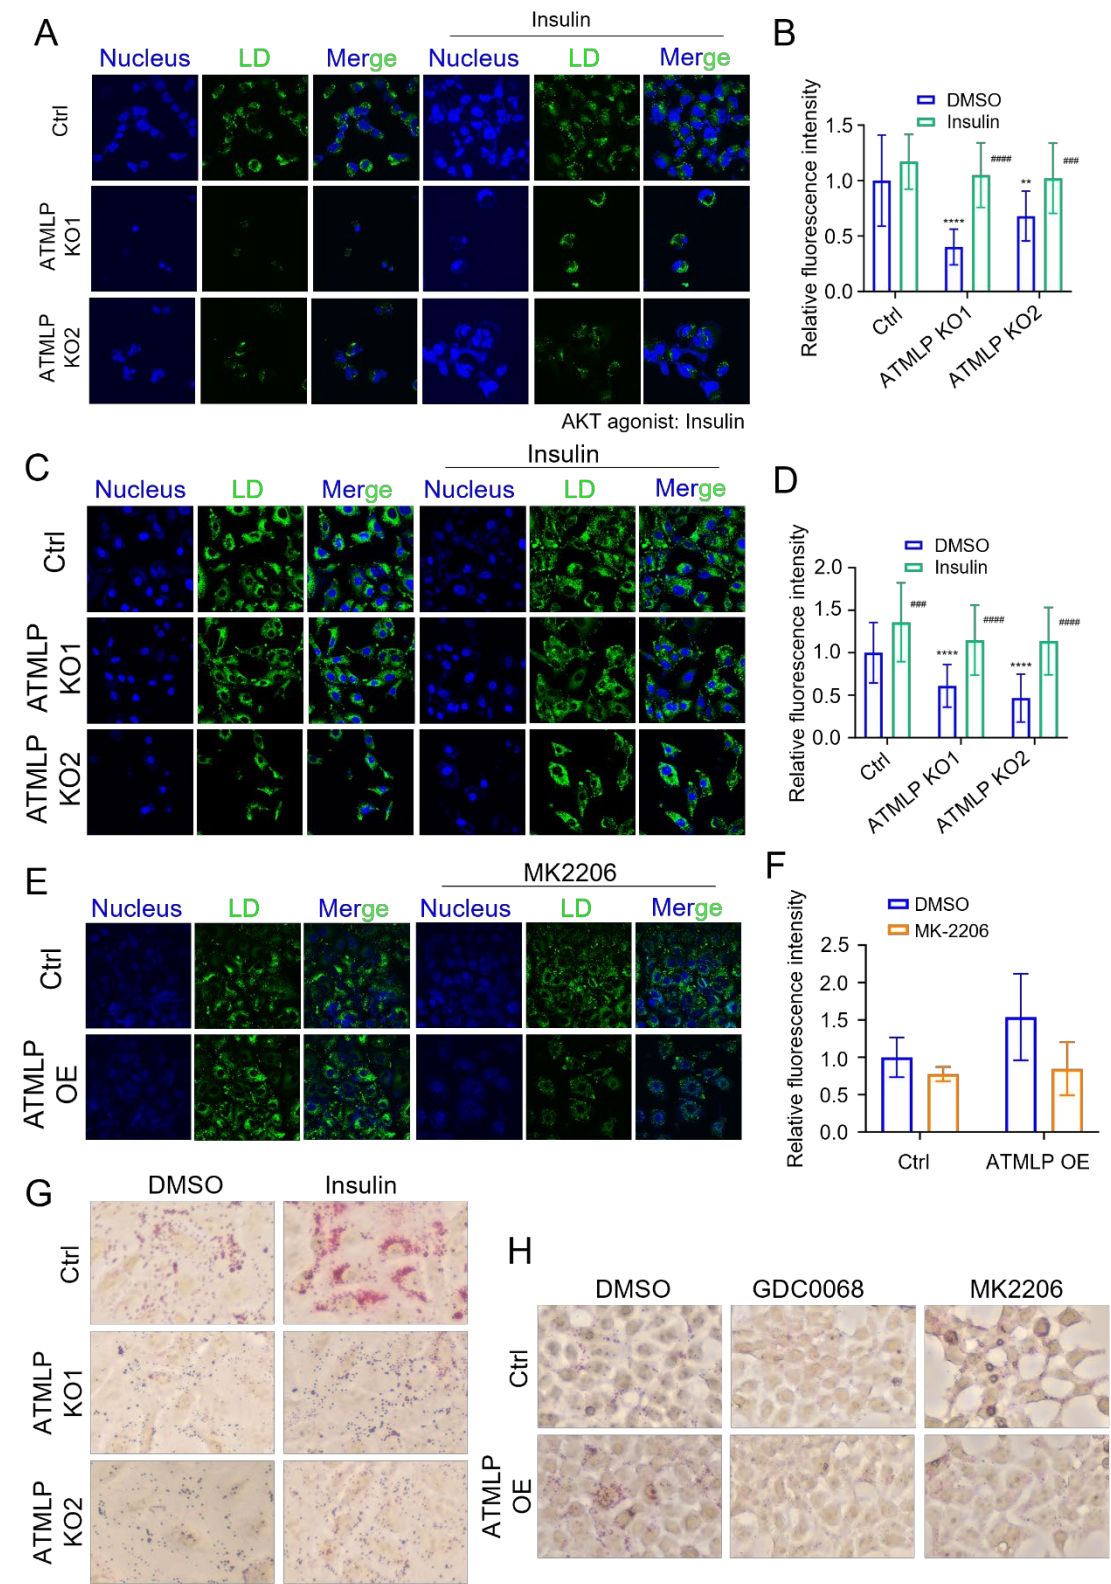 A
Insulin
Nucleus LD Merge Nucleus LD Merge
Ctrl
ATMLP
KO1
ATMLP
KO2
AKT agonist: Insulin
B
DMSO
Insulin
Relative fluorescence intensity
1.5
1.0
0.5
0.0
####
###
****
**
Ctrl
ATMLP KO1
ATMLP KO2
C
Insulin
Nucleus LD Merge Nucleus LD Merge
Ctrl
ATMLP
KO1
ATMLP
KO2
D
DMSO
Insulin
Relative fluorescence intensity
2.0
1.5
1.0
0.5
0.0
###
####
####
****
****
Ctrl
ATMLP KO1
ATMLP KO2
E
MK2206
Nucleus LD Merge Nucleus LD Merge
Ctrl
ATMLP
OE
F
DMSO
MK-2206
Relative fluorescence intensity
2.5
2.0
1.5
1.0
0.5
0.0
Ctrl
ATMLP OE
G
DMSO Insulin
Ctrl
ATMLP
KO1
ATMLP
KO2
H
DMSO GDC0068 MK2206
Ctrl
ATMLP
OE